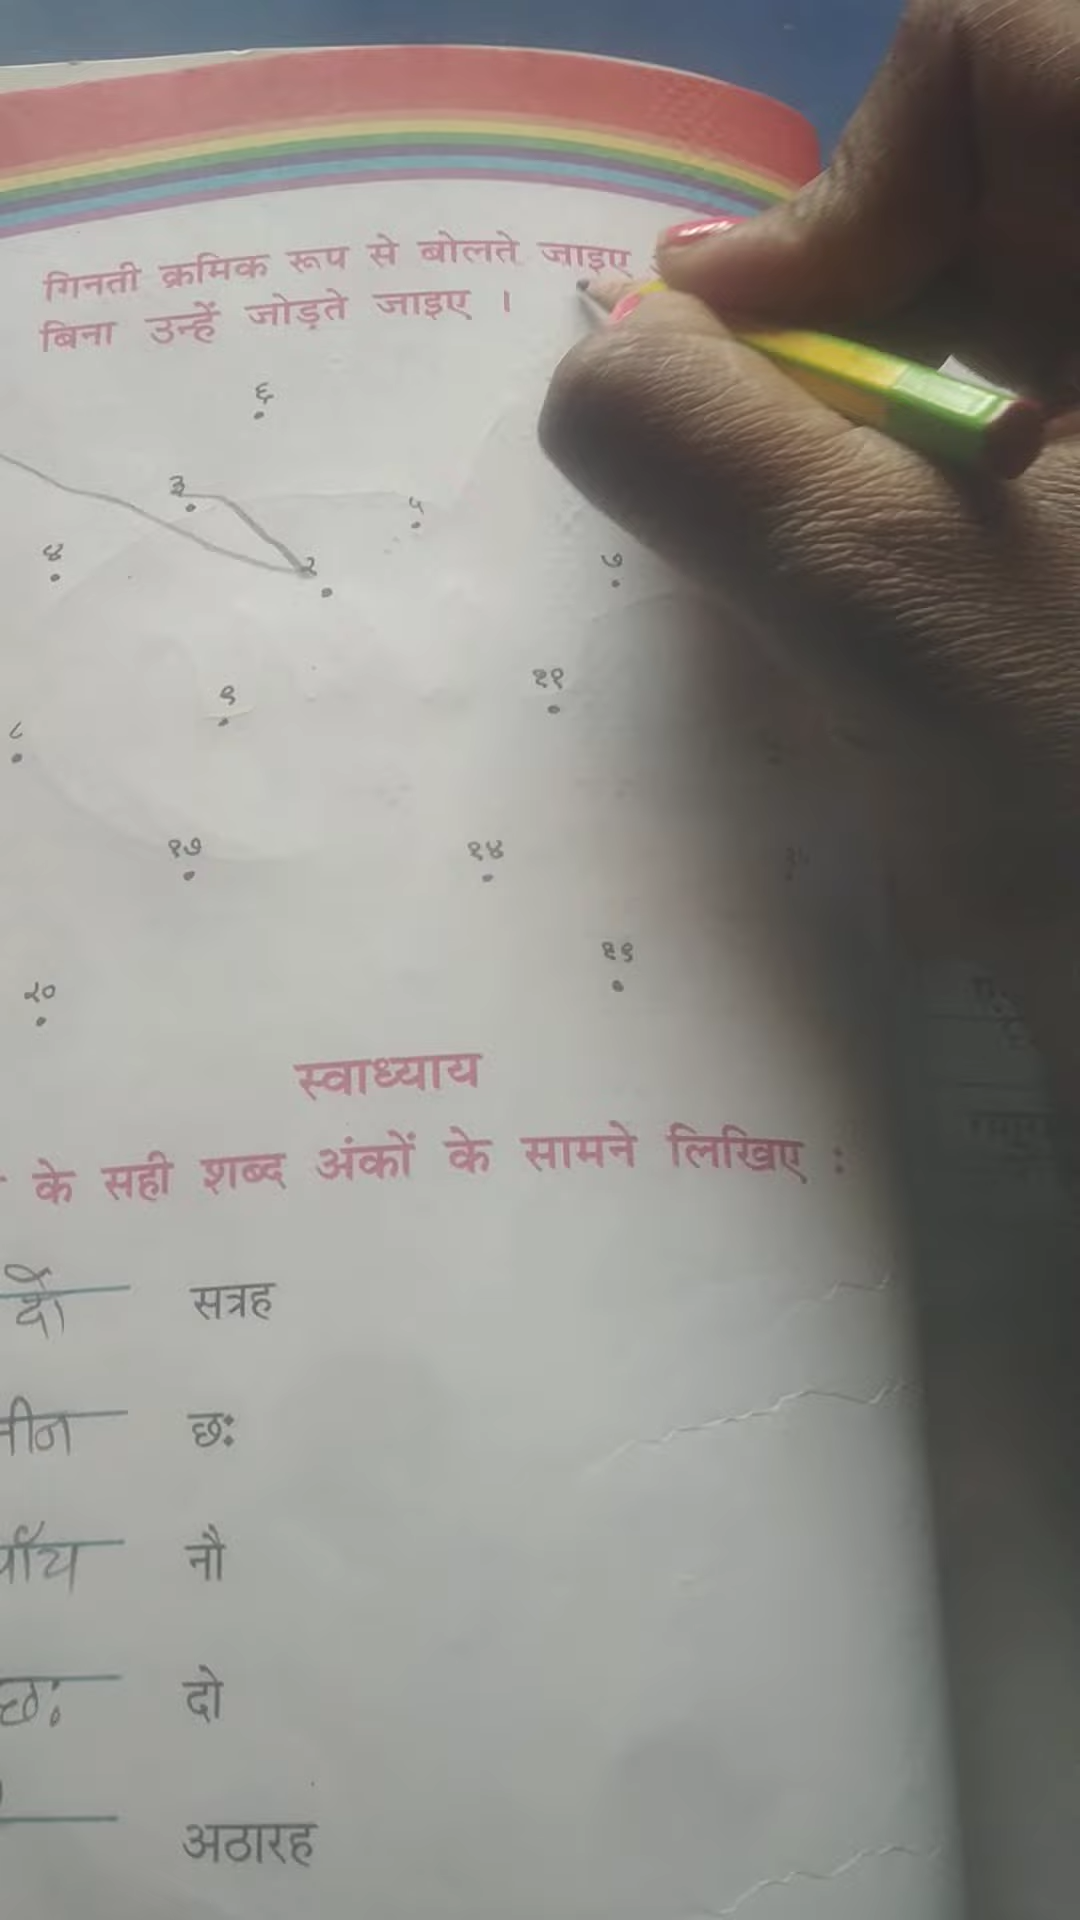 गिनती क्रमिक रूप से बोलते जाइए
बिना उन्हें जोड़ते जाइए ।
६
३
५
४
२
७
९
११
८
१७
१४
१९
२०
स्वाध्याय
के सही शब्द अंकों के सामने लिखिए :
दो सत्रह
तीन छः
पाँच नौ
छः दो
अठारह